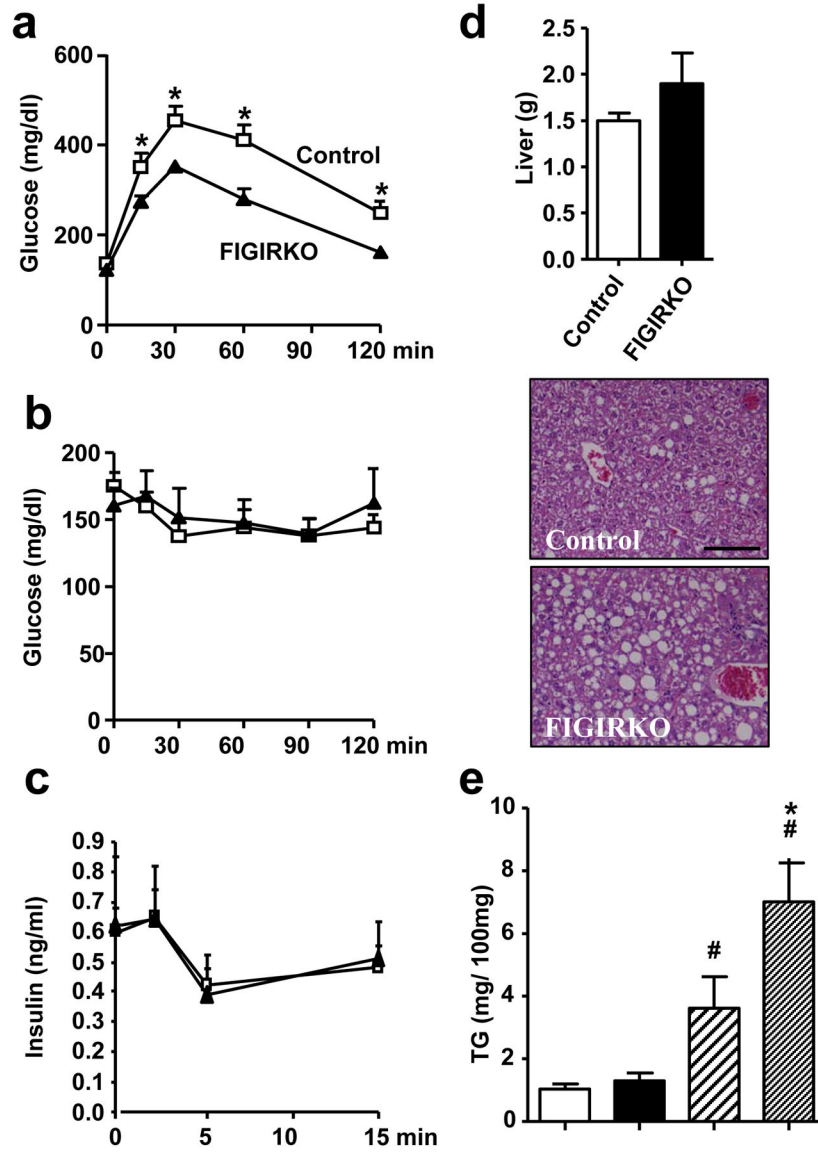 a
Glucose (mg/dl)
600
400
200
0
* * * *
Control
FIGIRKO
0 30 60 90 120 min
b
Glucose (mg/dl)
200
150
100
50
0
0 30 60 90 120 min
c
Insulin (ng/ml)
0.9
0.8
0.7
0.6
0.5
0.4
0.3
0.2
0.1
0.0
0 5 10 15 min
d
Liver (g)
2.5
2.0
1.5
1.0
0.5
0.0
Control
FIGIRKO
Control
FIGIRKO
e
TG (mg/ 100mg)
10
8
6
4
2
0
#
*
#